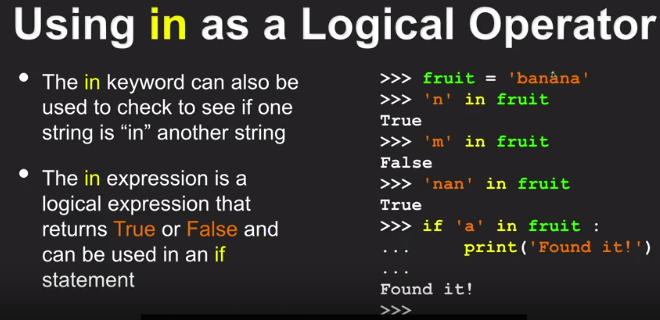 Using in as a Logical Operator
• The in keyword can also be
used to check to see if one
string is “in” another string
• The in expression is a
logical expression that
returns True or False and
can be used in an if
statement
>>> fruit = 'banana'
>>> 'n' in fruit
True
>>> 'm' in fruit
False
>>> 'nan' in fruit
True
>>> if 'a' in fruit :
...     print('Found it!')
...
Found it!
>>>